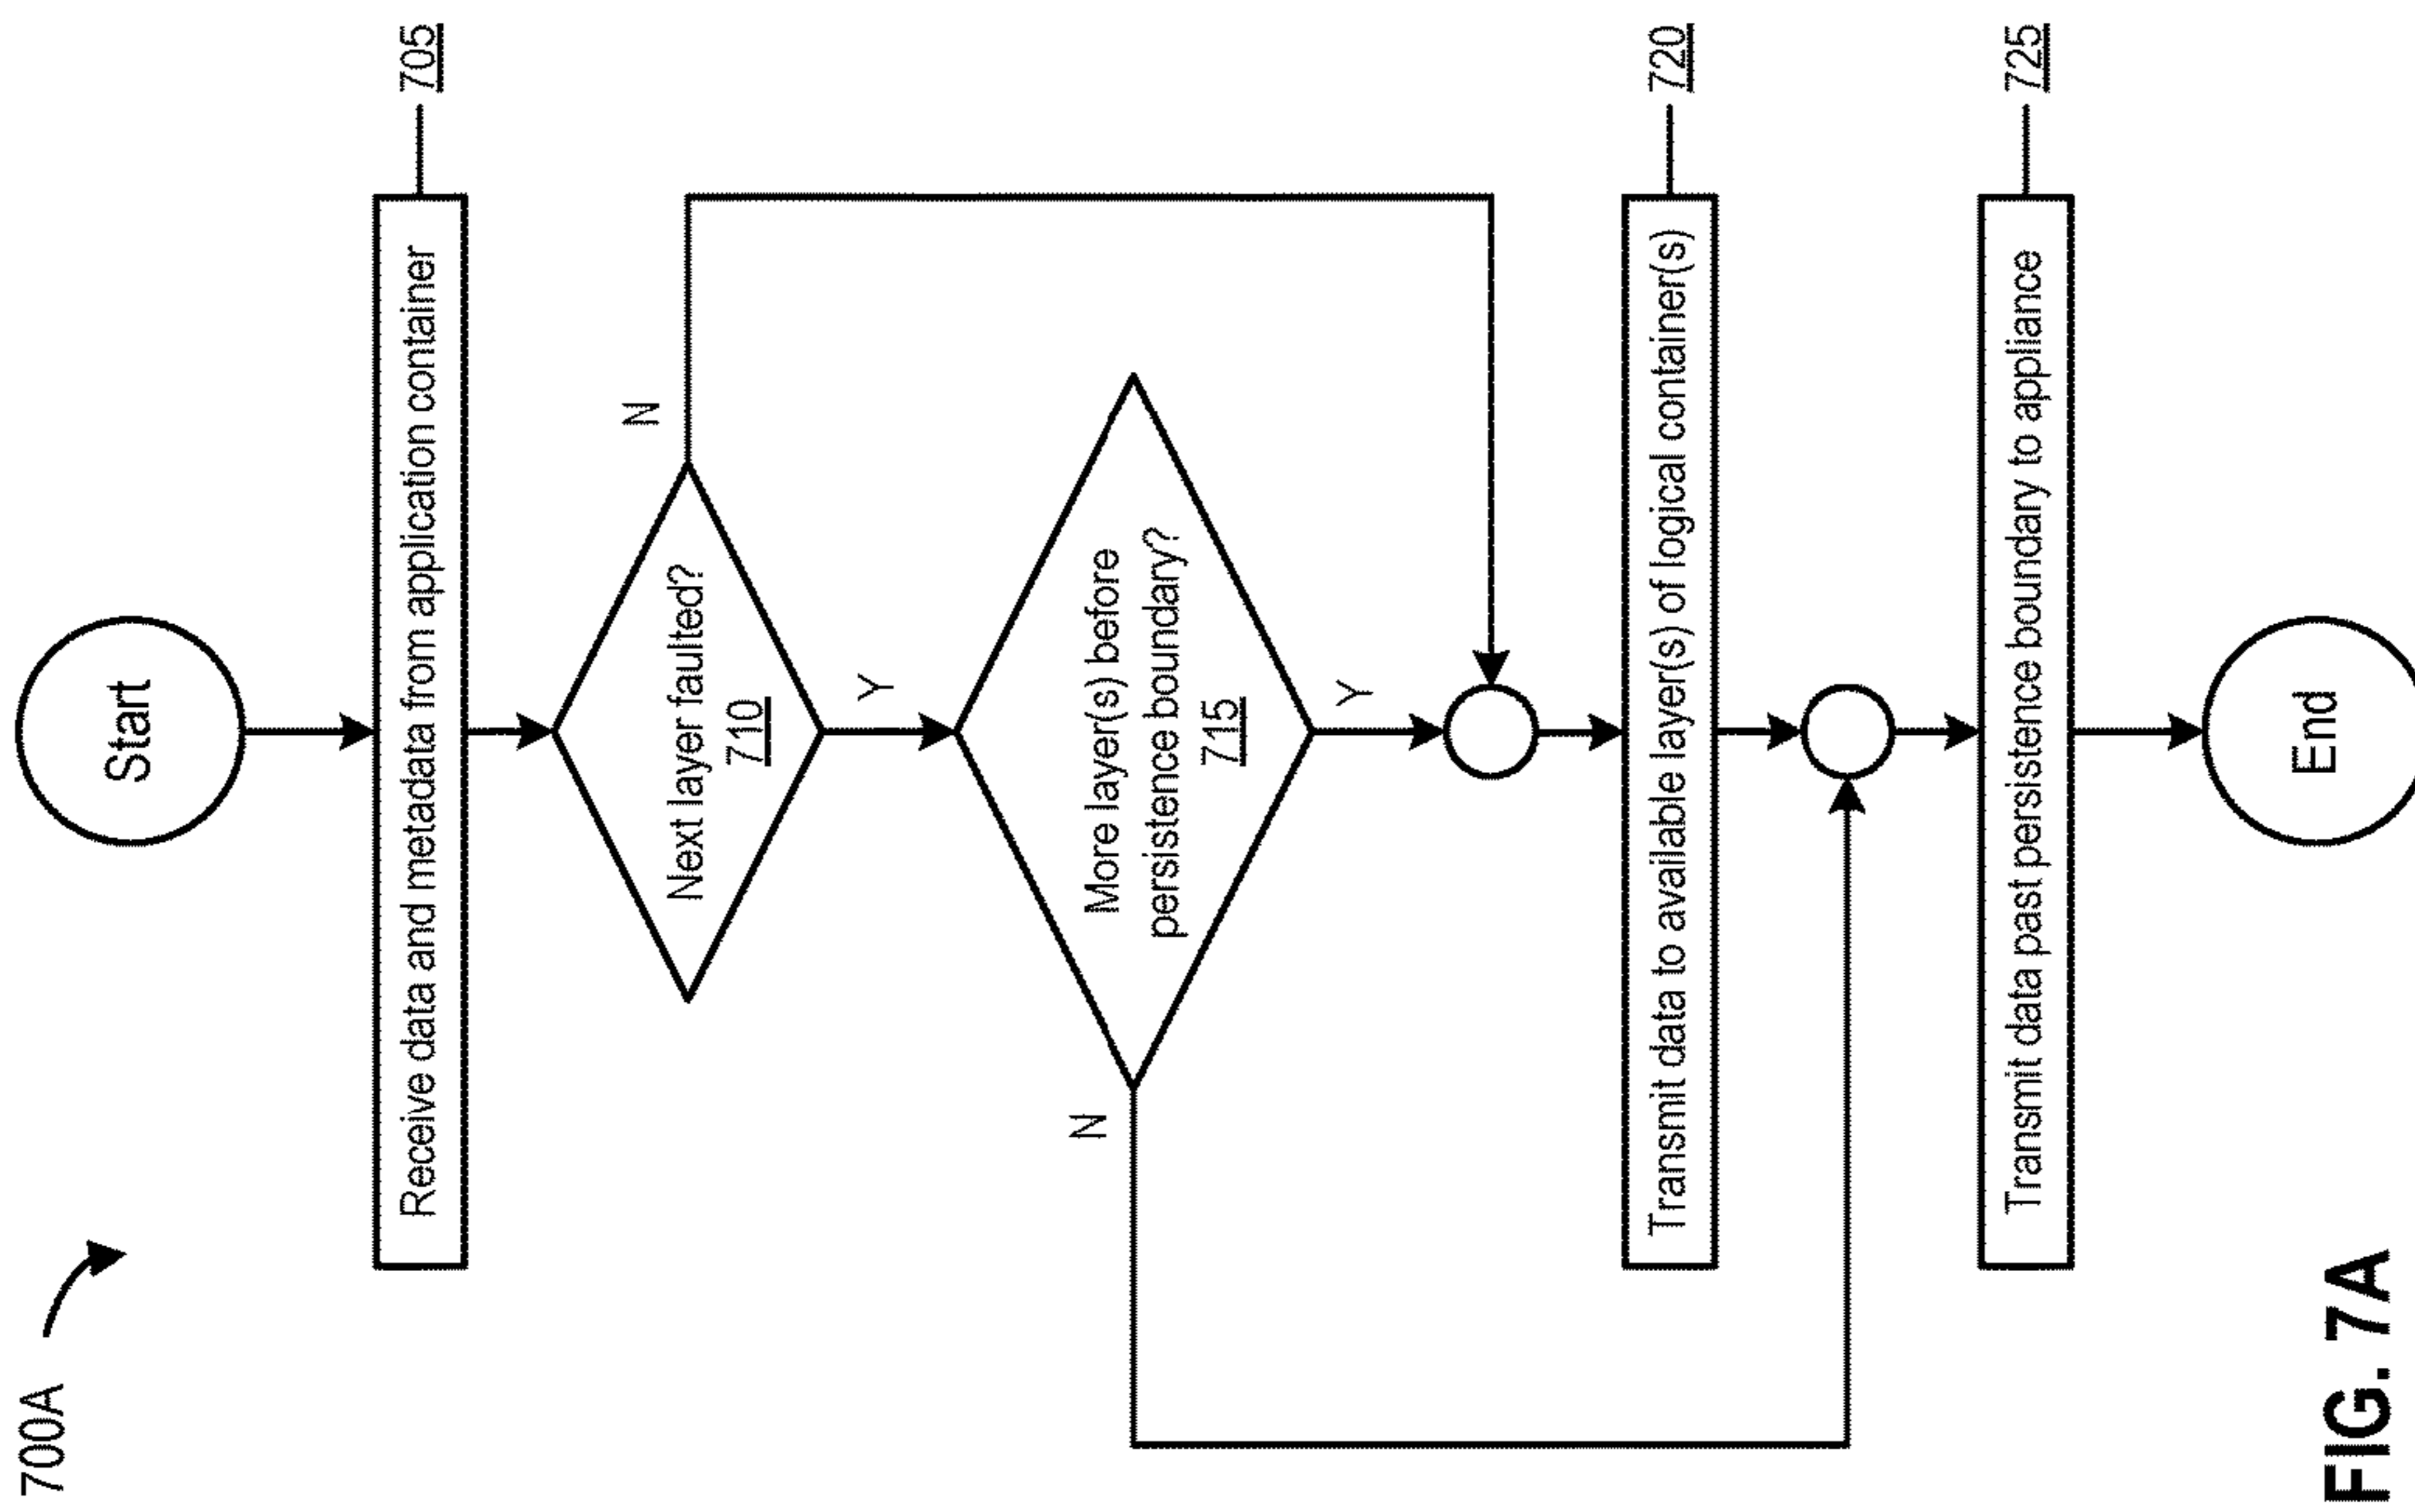 700A
Start
Receive data and metadata from application container
705
Next layer faulted?
710
N
Y
More layer(s) before
persistence boundary?
715
N
Y
Transmit data to available layer(s) of logical container(s)
720
Transmit data past persistence boundary to appliance
725
End
FIG. 7A